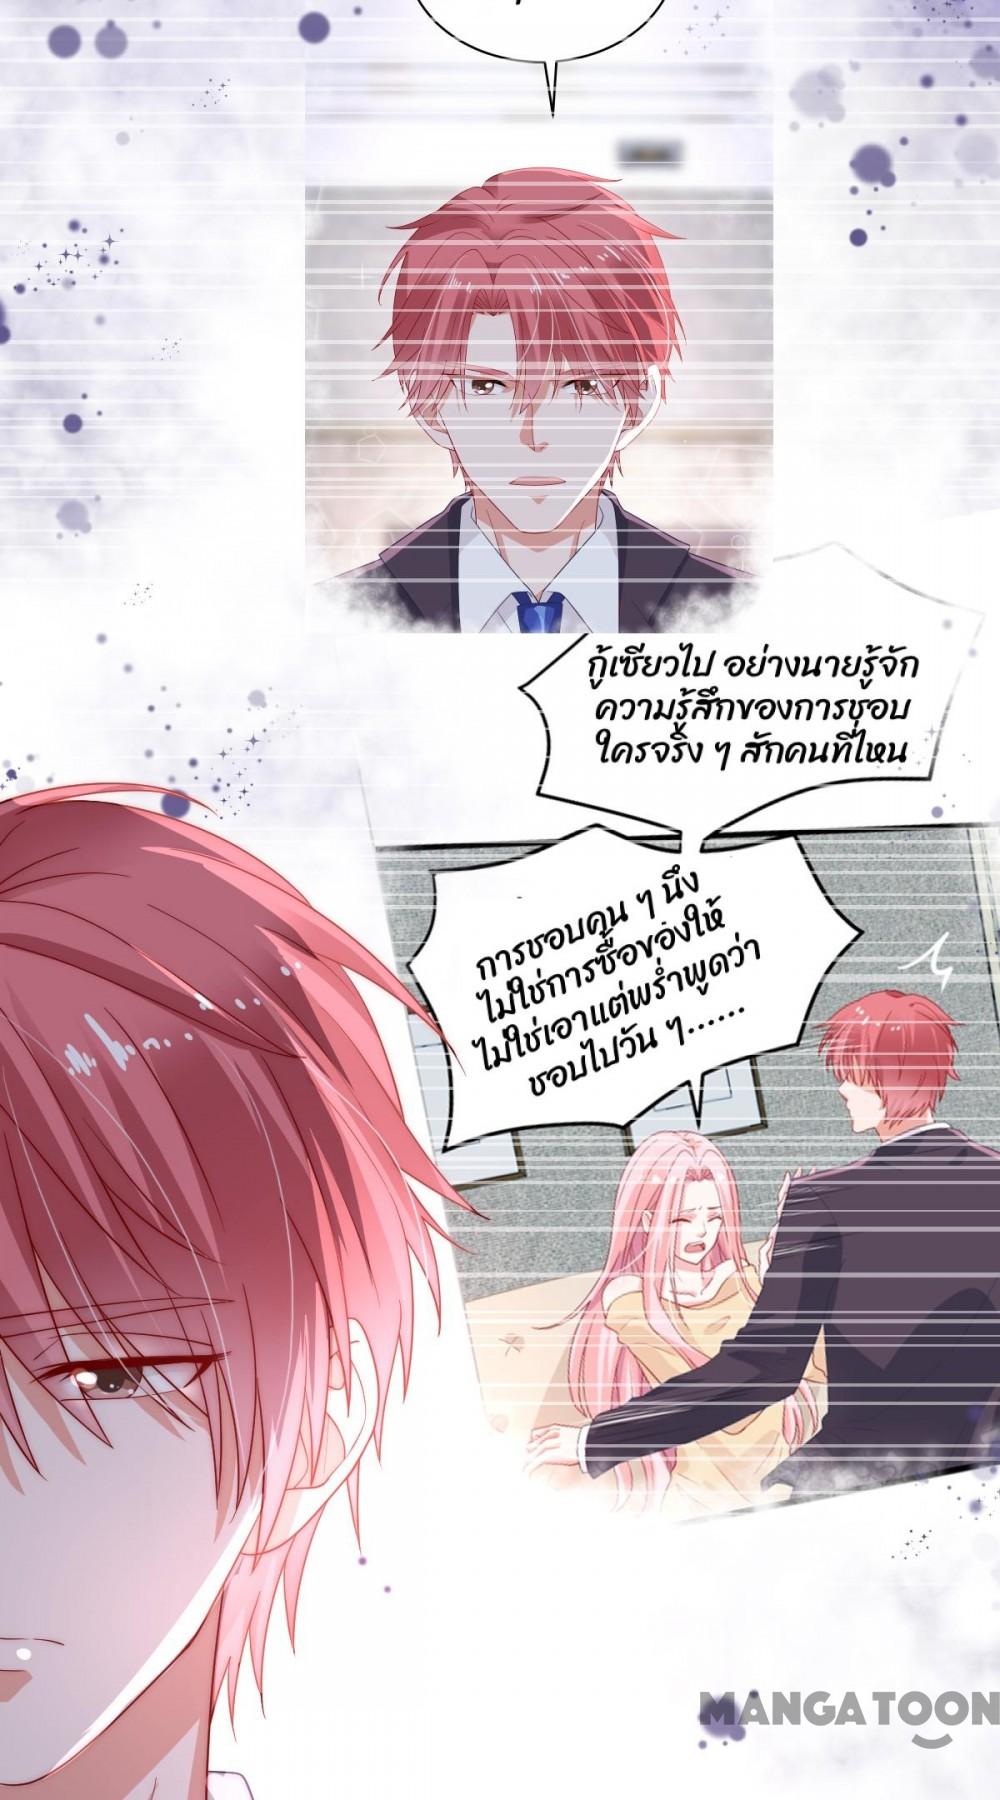 กู้เซียวไป อย่างนายรู้จัก
ความรู้สึกของการชอบ
ใครจริง ๆ สักคนที่ไหน
การชอบคน ๆ นึง
ไม่ใช่การซื้อของให้
ไม่ใช่เอาแต่พร่ำพูดว่า
ชอบไปวัน ๆ......
MANGATOON